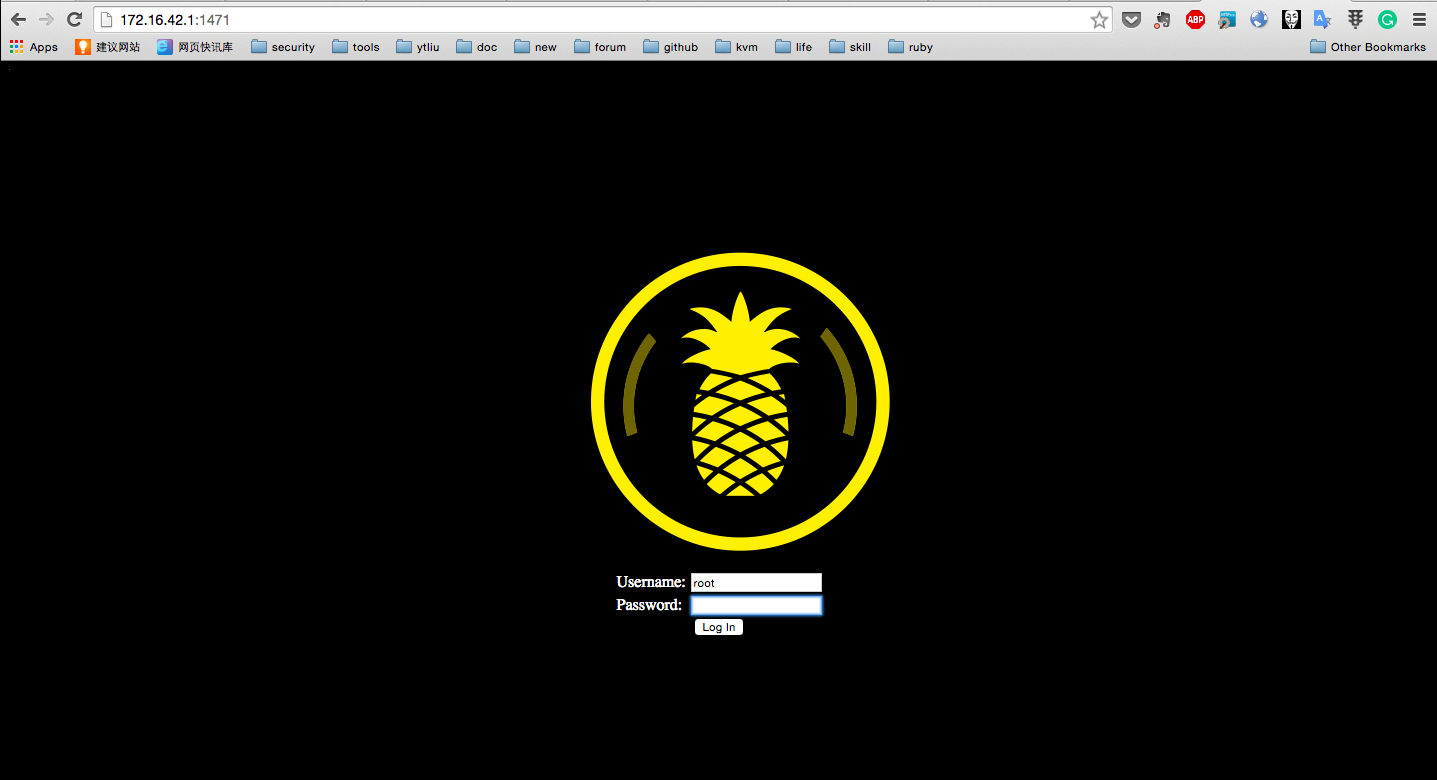 172.16.42.1:1471
ABP
Apps 建议网站 网页快讯库 security tools ytliu doc new forum github kvm life skill ruby Other Bookmarks
Username: root
Password:
Log In